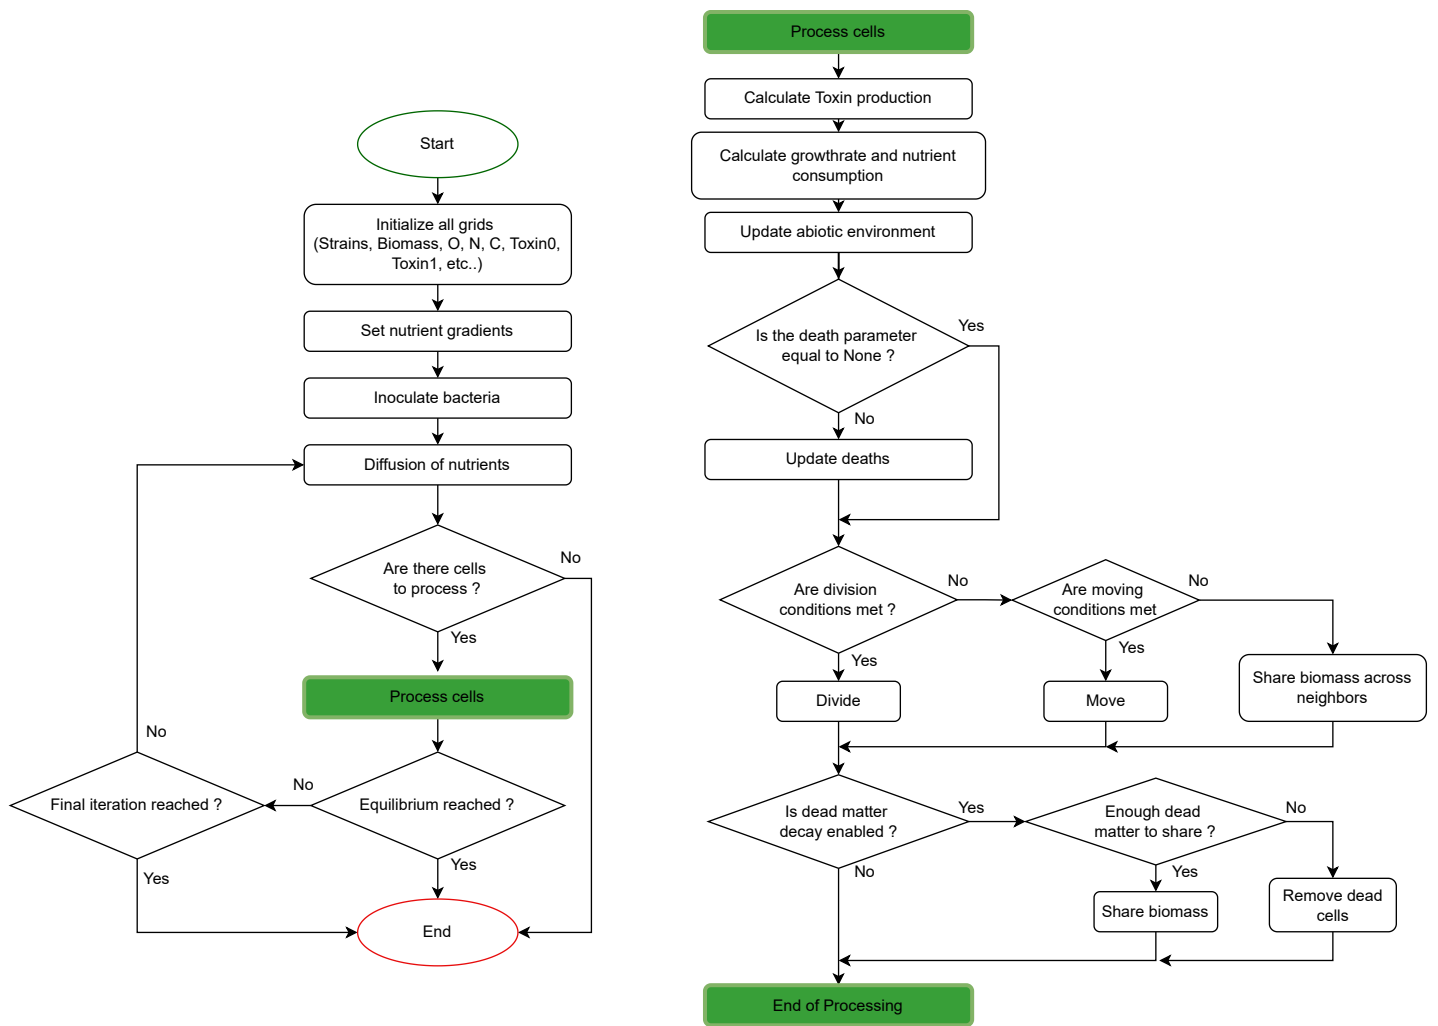 Start
Initialize all grids
(Strains, Biomass, O, N, C, Toxin0,
Toxin1, etc..)
Set nutrient gradients
Inoculate bacteria
Diffusion of nutrients
Are there cells
to process ?
No
Yes
Process cells
Equilibrium reached ?
No
Yes
Final iteration reached ?
No
Yes
End
Process cells
Calculate Toxin production
Calculate growthrate and nutrient
consumption
Update abiotic environment
Is the death parameter
equal to None ?
Yes
No
Update deaths
Are division
conditions met ?
No
Yes
Are moving
conditions met
No
Yes
Divide
Move
Share biomass across
neighbors
Is dead matter
decay enabled ?
Yes
No
Enough dead
matter to share ?
No
Yes
Share biomass
Remove dead
cells
End of Processing